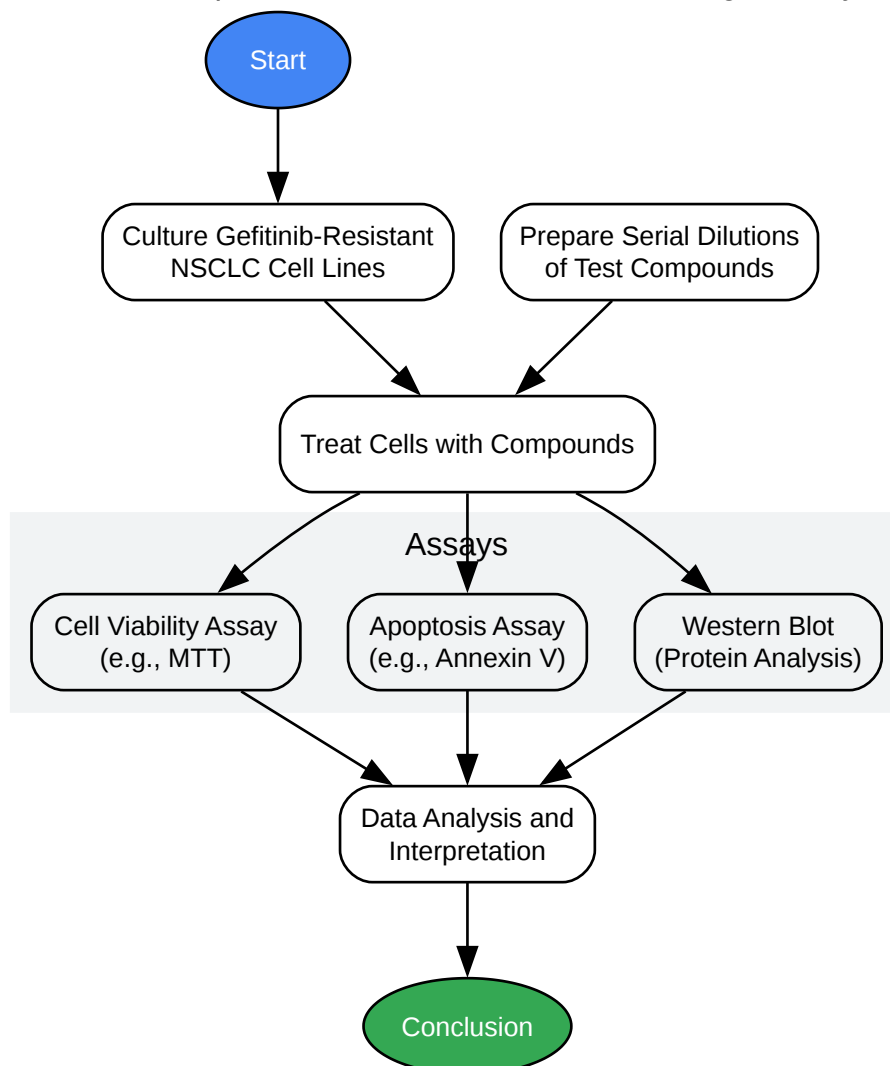 Start
Culture Gefitinib-Resistant
NSCLC Cell Lines
Prepare Serial Dilutions
of Test Compounds
Treat Cells with Compounds
Assays
Cell Viability Assay
(e.g., MTT)
Apoptosis Assay
(e.g., Annexin V)
Western Blot
(Protein Analysis)
Data Analysis and
Interpretation
Conclusion